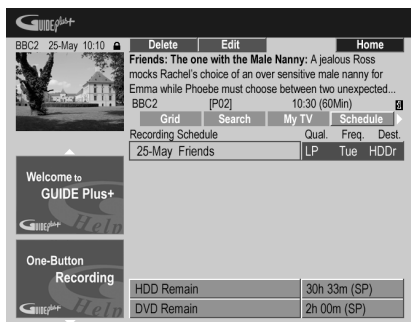 GUIDE Plus+
BBC2 25-May 10:10
Delete Edit Home
Friends: The one with the Male Nanny: A jealous Ross
mocks Rachel's choice of an over sensitive male nanny for
Emma while Phoebe must choose between two unexpected...
BBC2 [P02] 10:30 (60Min)
Grid Search My TV Schedule
Recording Schedule Qual. Freq. Dest.
25-May Friends LP Tue HDDr
Welcome to
GUIDE Plus+
GUIDE Plus+ Help
One-Button
Recording
GUIDE Plus+ Help
HDD Remain 30h 33m (SP)
DVD Remain 2h 00m (SP)